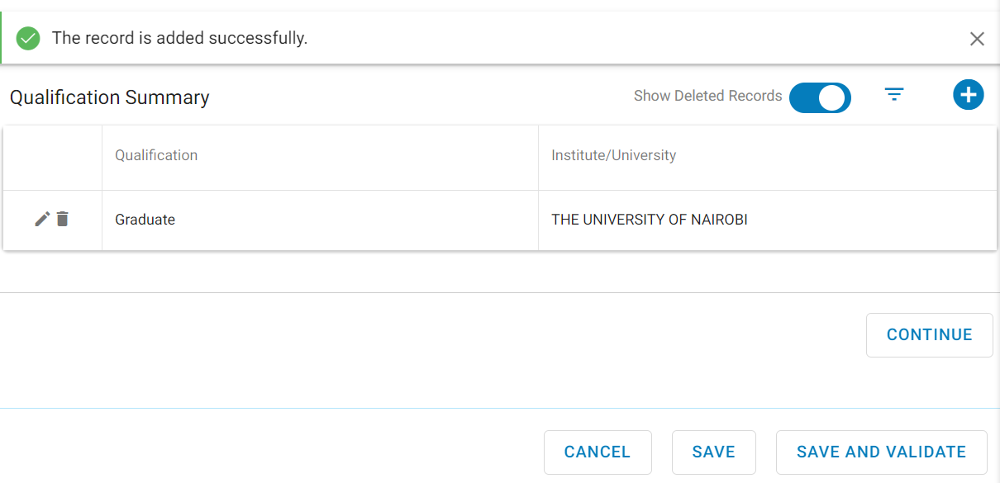 The record is added successfully.
Qualification Summary
Show Deleted Records
Qualification
Institute/University
Graduate
THE UNIVERSITY OF NAIROBI
CONTINUE
CANCEL
SAVE
SAVE AND VALIDATE